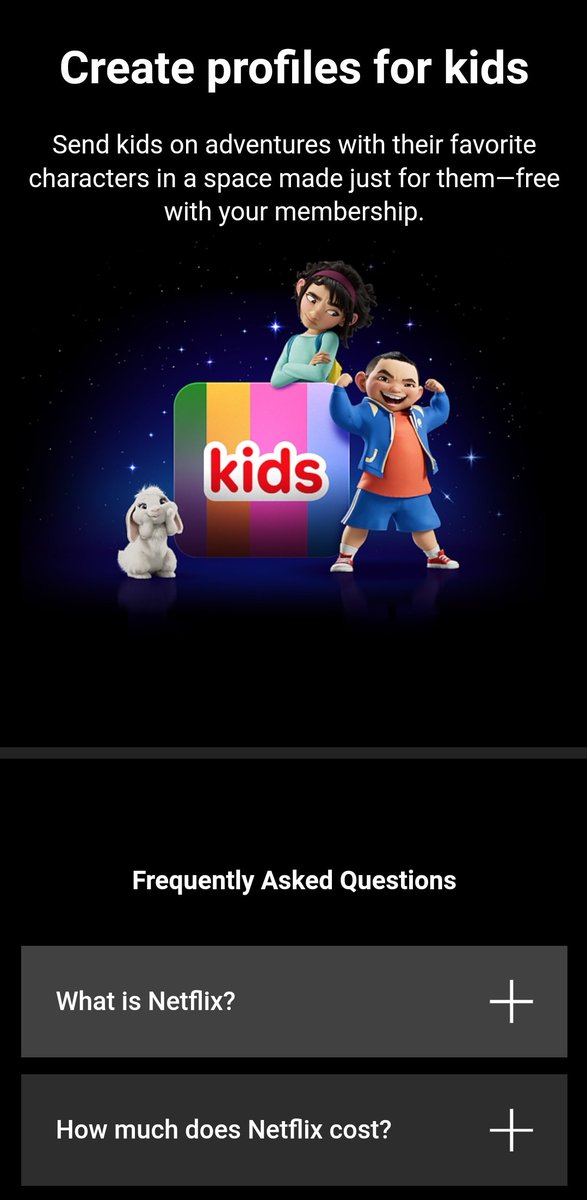 Create profiles for kids
Send kids on adventures with their favorite
characters in a space made just for them—free
with your membership.
kids
Frequently Asked Questions
What is Netflix?
How much does Netflix cost?